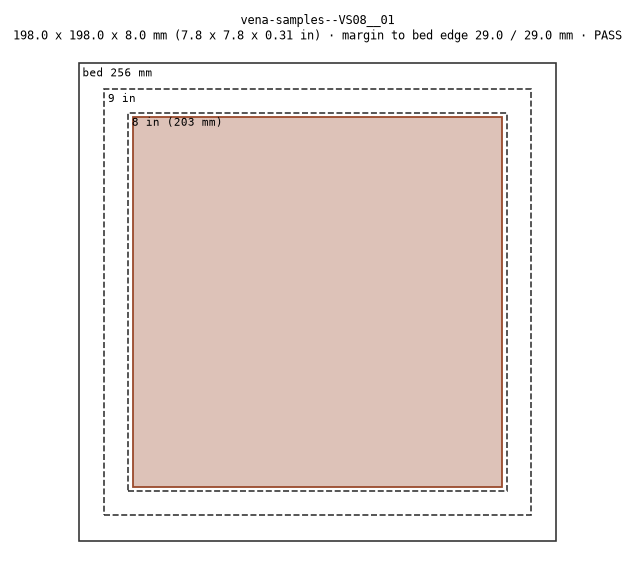 vena-samples--VS08__01
198.0 x 198.0 x 8.0 mm (7.8 x 7.8 x 0.31 in) · margin to bed edge 29.0 / 29.0 mm · PASS
bed 256 mm
9 in
8 in (203 mm)